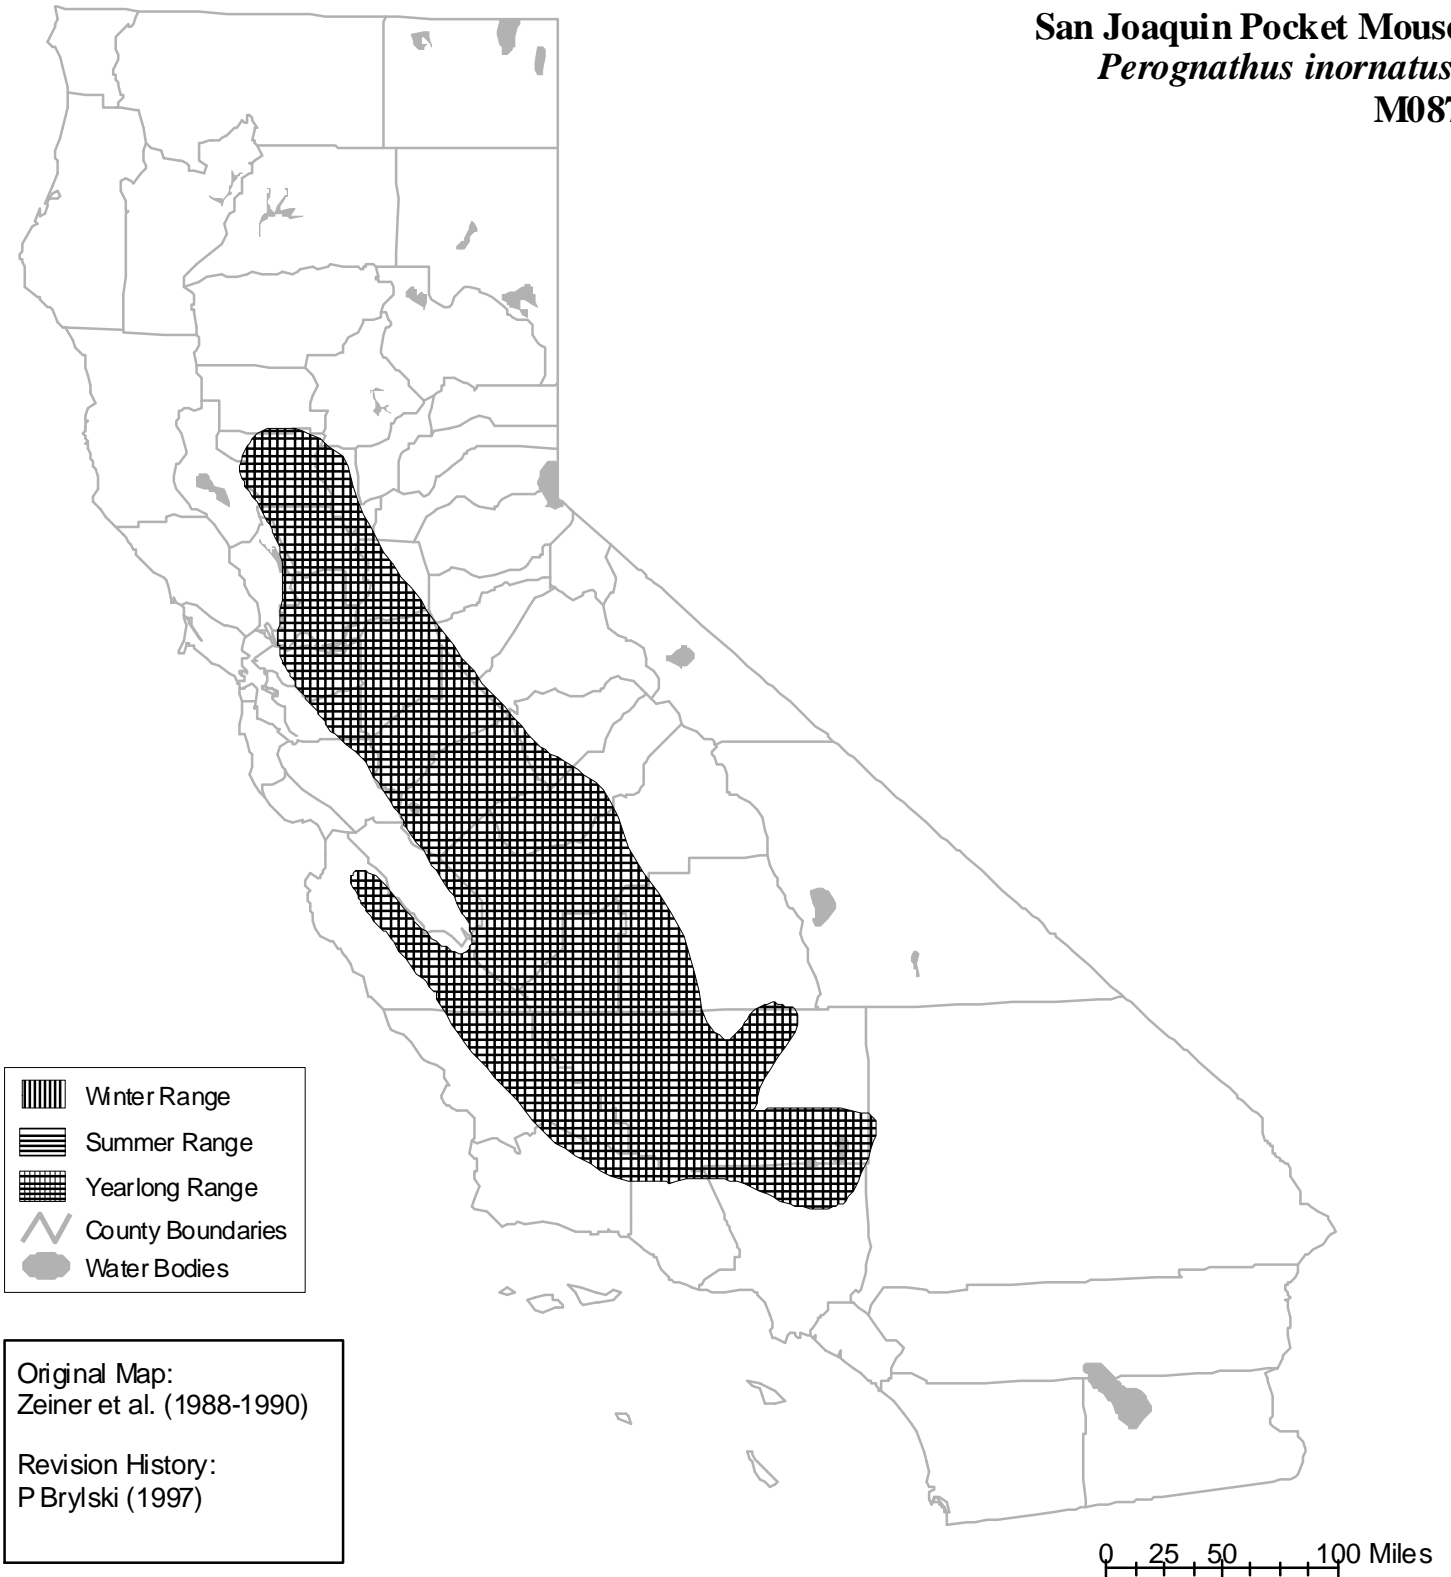 San Joaquin Pocket Mouse
Perognathus inornatus
M087
Winter Range
Summer Range
Yearlong Range
County Boundaries
Water Bodies
Original Map:
Zeiner et al. (1988-1990)
Revision History:
P Brylski (1997)
0 25 50 100 Miles